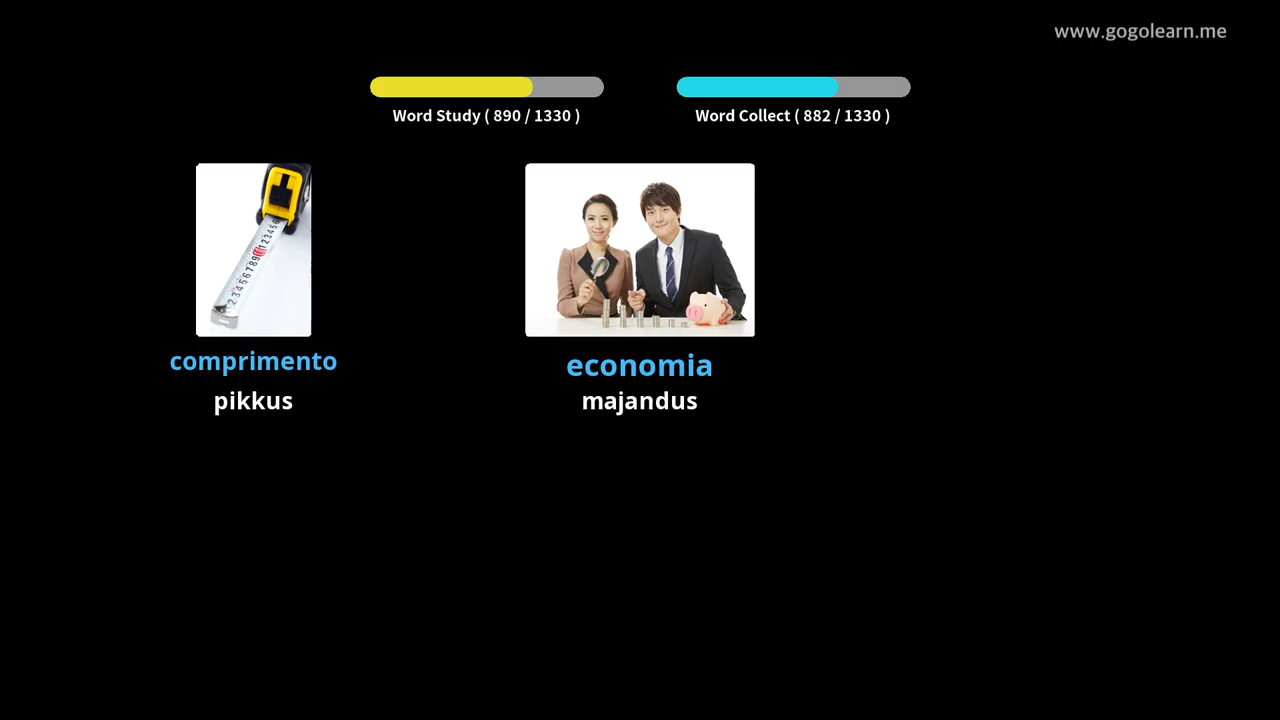 www.gogolearn.me
Word Study ( 890 / 1330 )
Word Collect ( 882 / 1330 )
comprimento
pikkus
economia
majandus